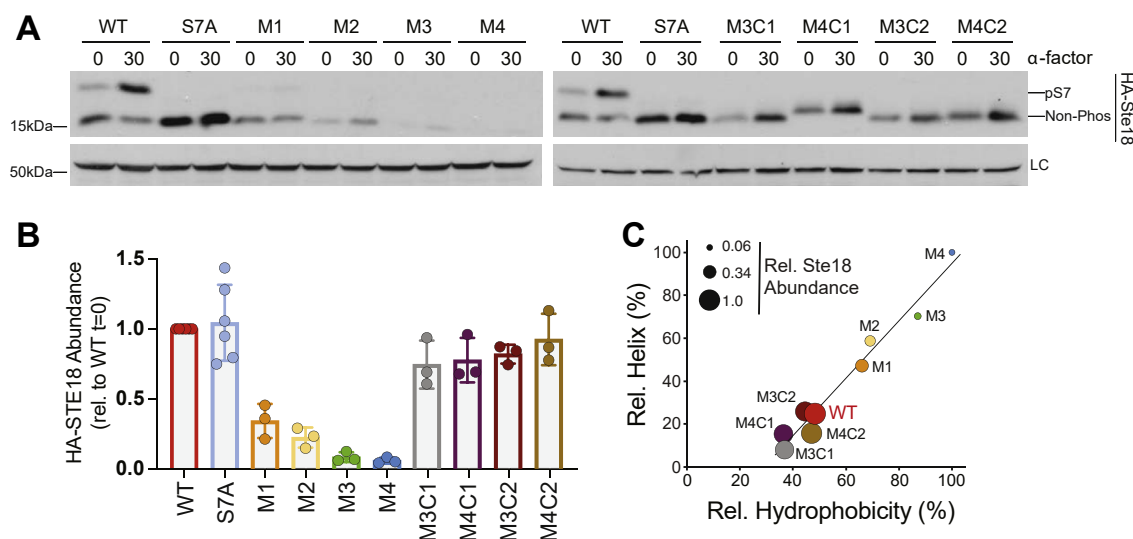 A
WT S7A M1 M2 M3 M4 WT S7A M3C1 M4C1 M3C2 M4C2
0 30 0 30 0 30 0 30 0 30 0 30 0 30 0 30 0 30 0 30 0 30 0 30 α-factor
pS7
Non-Phos
15kDa
HA-Ste18
50kDa
LC
B
HA-STE18 Abundance
(rel. to WT t=0)
1.5
1.0
0.5
0.0
WT S7A M1 M2 M3 M4 M3C1 M4C1 M3C2 M4C2
C
Rel. Helix (%)
100
80
60
40
20
0
0.06
0.34
1.0
Rel. Ste18
Abundance
M4
M3
M2
M1
M3C2
WT
M4C1
M4C2
M3C1
0 20 40 60 80 100
Rel. Hydrophobicity (%)